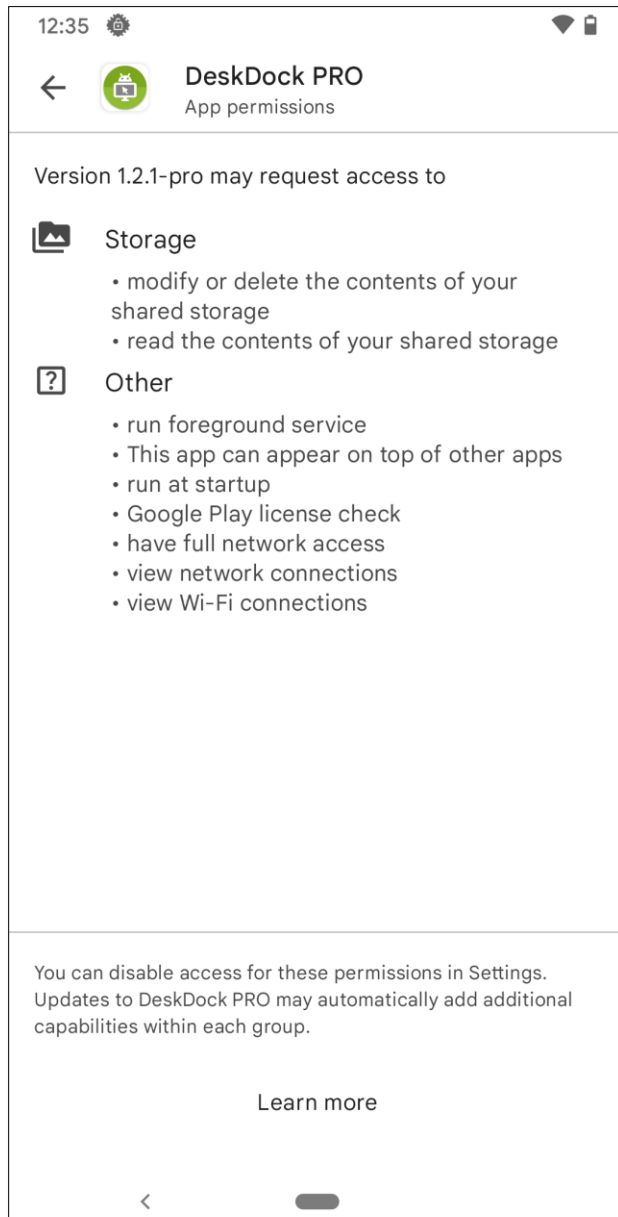 12:35
DeskDock PRO
App permissions
Version 1.2.1-pro may request access to
Storage
• modify or delete the contents of your
shared storage
• read the contents of your shared storage
Other
• run foreground service
• This app can appear on top of other apps
• run at startup
• Google Play license check
• have full network access
• view network connections
• view Wi-Fi connections
You can disable access for these permissions in Settings.
Updates to DeskDock PRO may automatically add additional
capabilities within each group.
Learn more